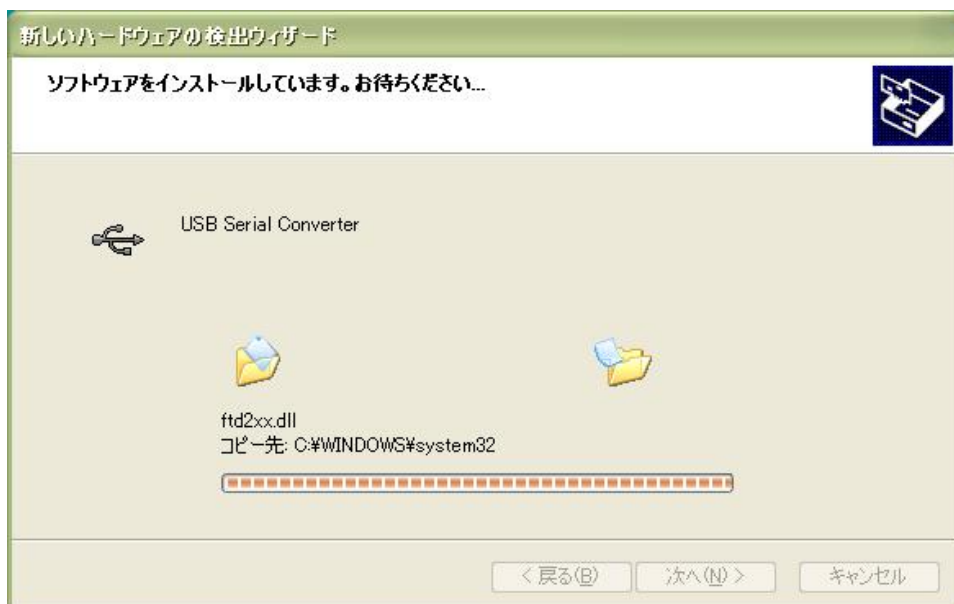 新しいハードウェアの検出ウィザード
ソフトウェアをインストールしています。お待ちください...
USB Serial Converter
ftd2xx.dll
コピー先: C:¥WINDOWS¥system32
< 戻る(B)
次へ(N) >
キャンセル